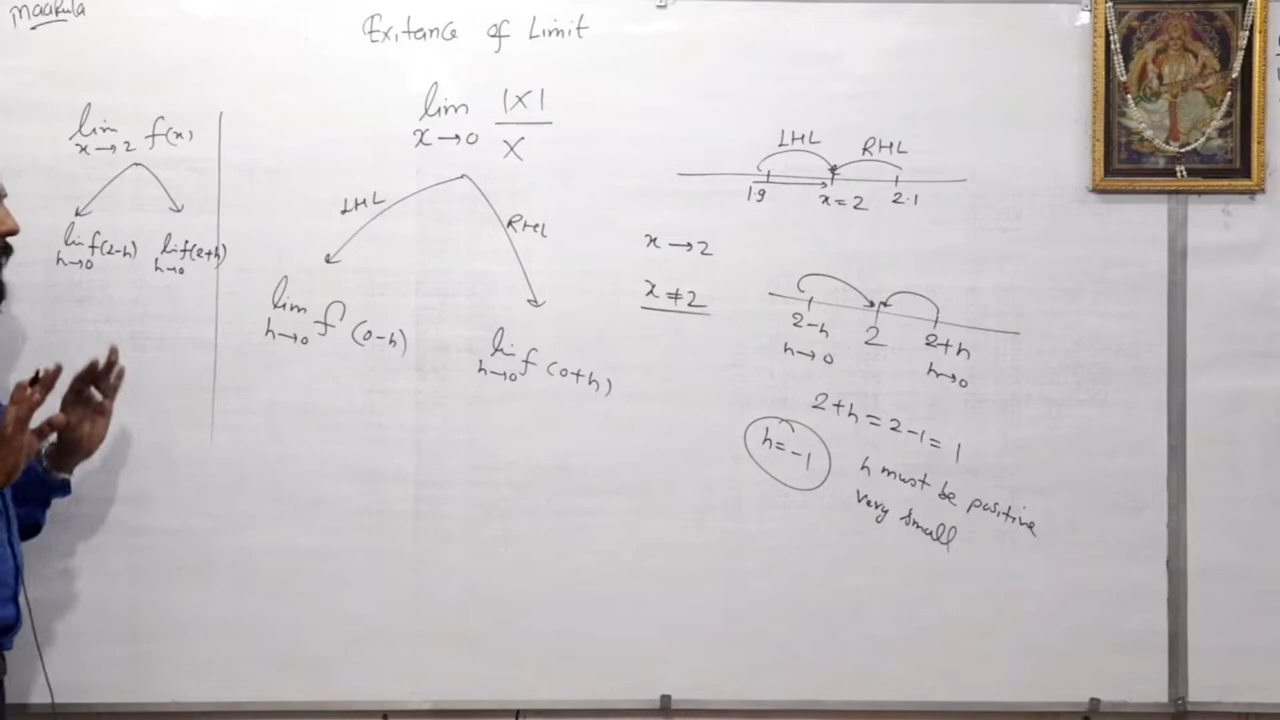 maarula
Exitance of Limit
lim x→2 f(x)
lim h→0 f(2-h)
lim h→0 f(2+h)
lim x→0 |x|/x
LHL
RHL
lim h→0 f (0-h)
lim h→0 f (0+h)
LHL RHL
1.9 x=2 2.1
x→2
x≠2
2-h 2 2+h
h→0 h→0
2+h = 2-1 = 1
h=-1
h must be positive
very small